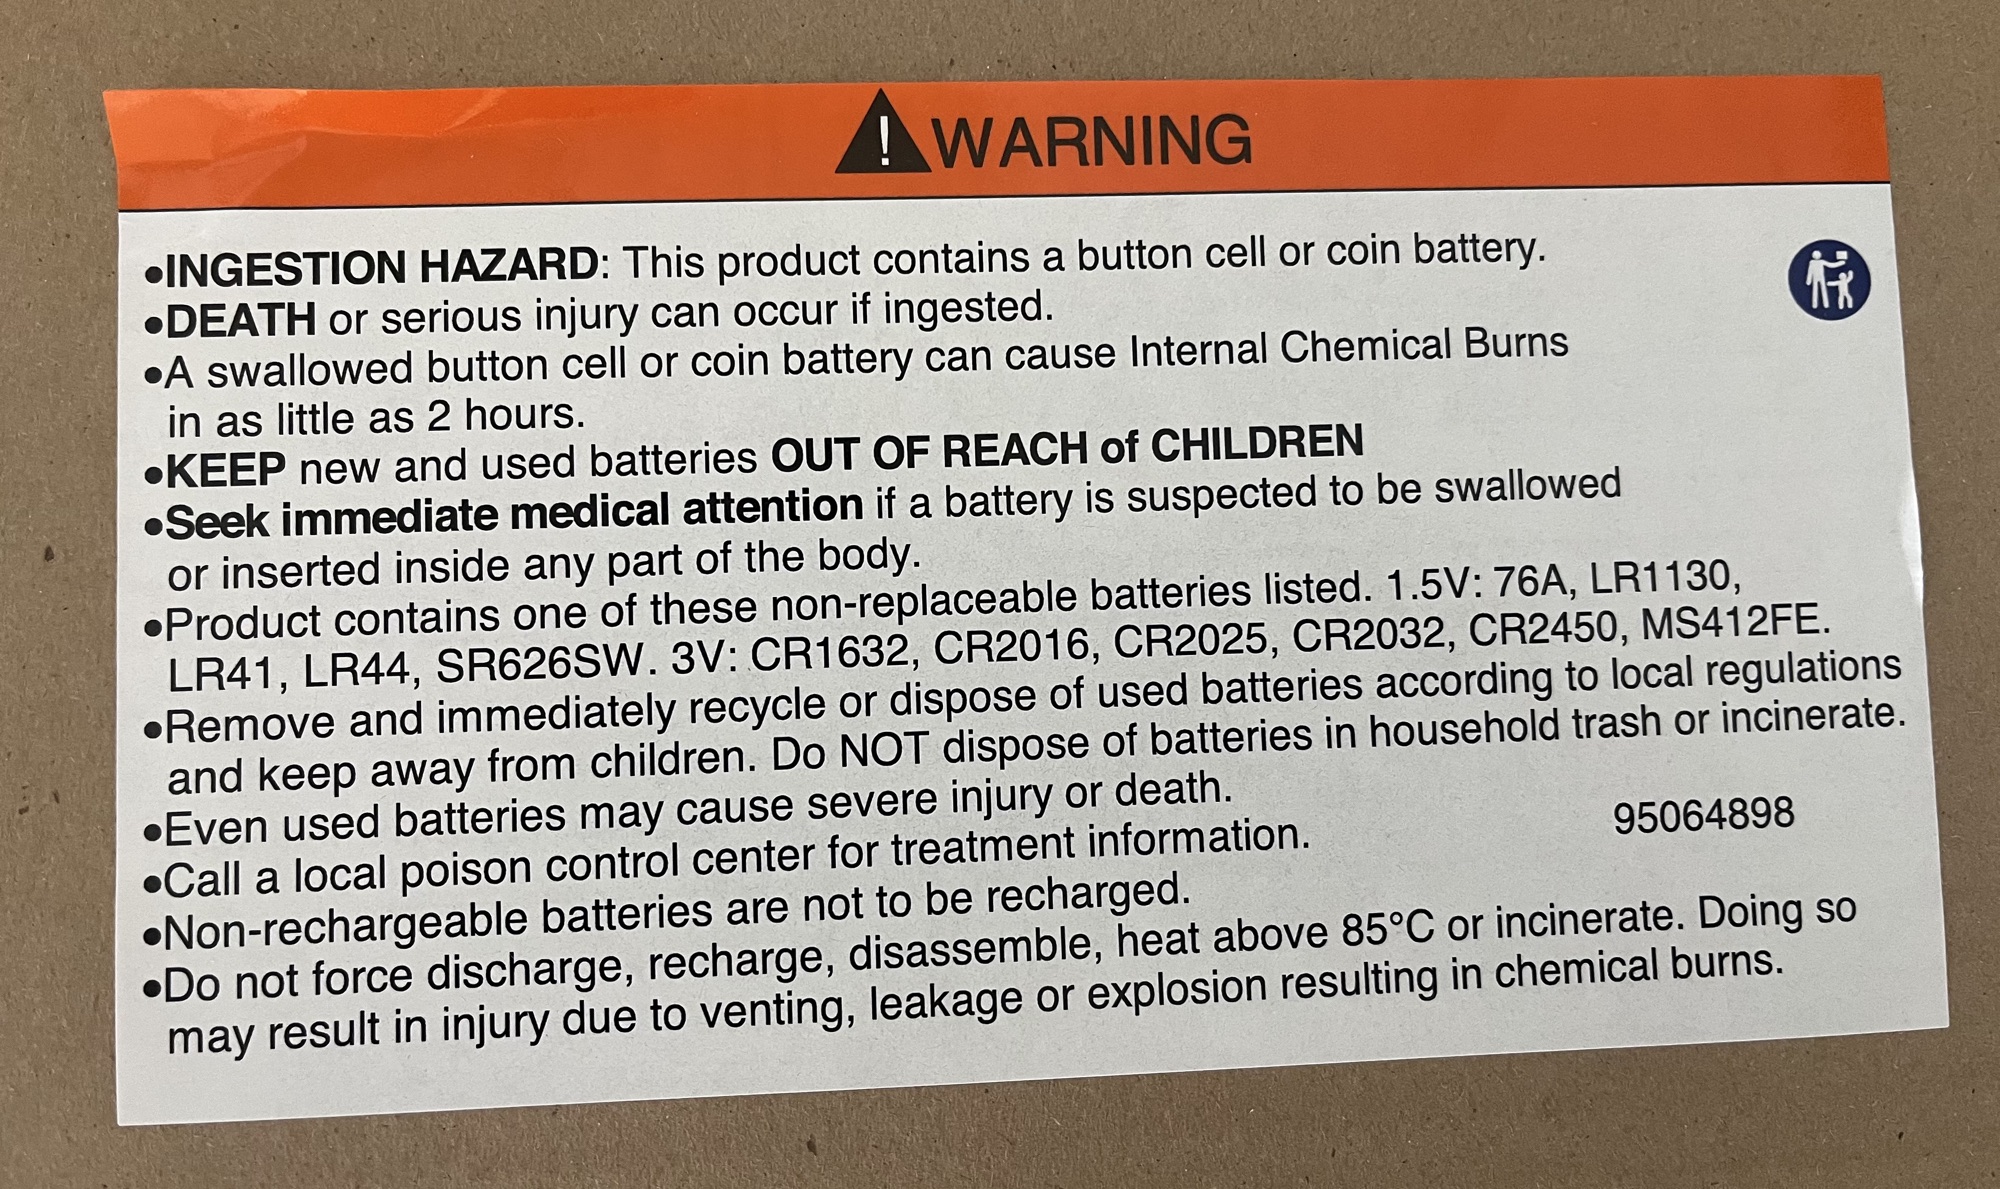 WARNING
•INGESTION HAZARD: This product contains a button cell or coin battery.
•DEATH or serious injury can occur if ingested.
•A swallowed button cell or coin battery can cause Internal Chemical Burns
in as little as 2 hours.
•KEEP new and used batteries OUT OF REACH of CHILDREN
•Seek immediate medical attention if a battery is suspected to be swallowed
or inserted inside any part of the body.
•Product contains one of these non-replaceable batteries listed. 1.5V: 76A, LR1130,
LR41, LR44, SR626SW. 3V: CR1632, CR2016, CR2025, CR2032, CR2450, MS412FE.
•Remove and immediately recycle or dispose of used batteries according to local regulations
and keep away from children. Do NOT dispose of batteries in household trash or incinerate.
•Even used batteries may cause severe injury or death.
•Call a local poison control center for treatment information.
95064898
•Non-rechargeable batteries are not to be recharged.
•Do not force discharge, recharge, disassemble, heat above 85°C or incinerate. Doing so
may result in injury due to venting, leakage or explosion resulting in chemical burns.